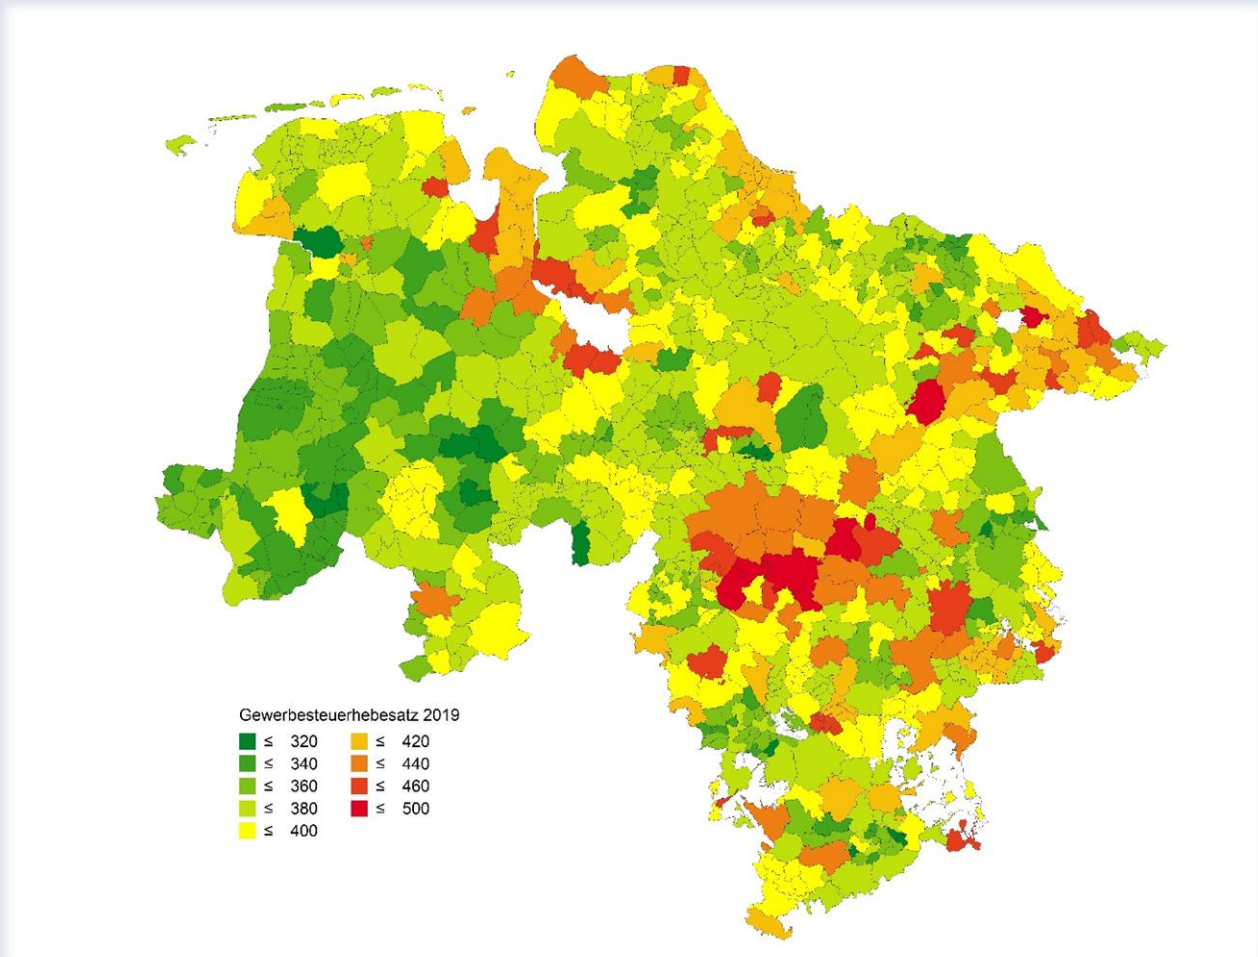 Gewerbesteuerhebesatz 2019
≤ 320 ≤ 420
≤ 340 ≤ 440
≤ 360 ≤ 460
≤ 380 ≤ 500
≤ 400